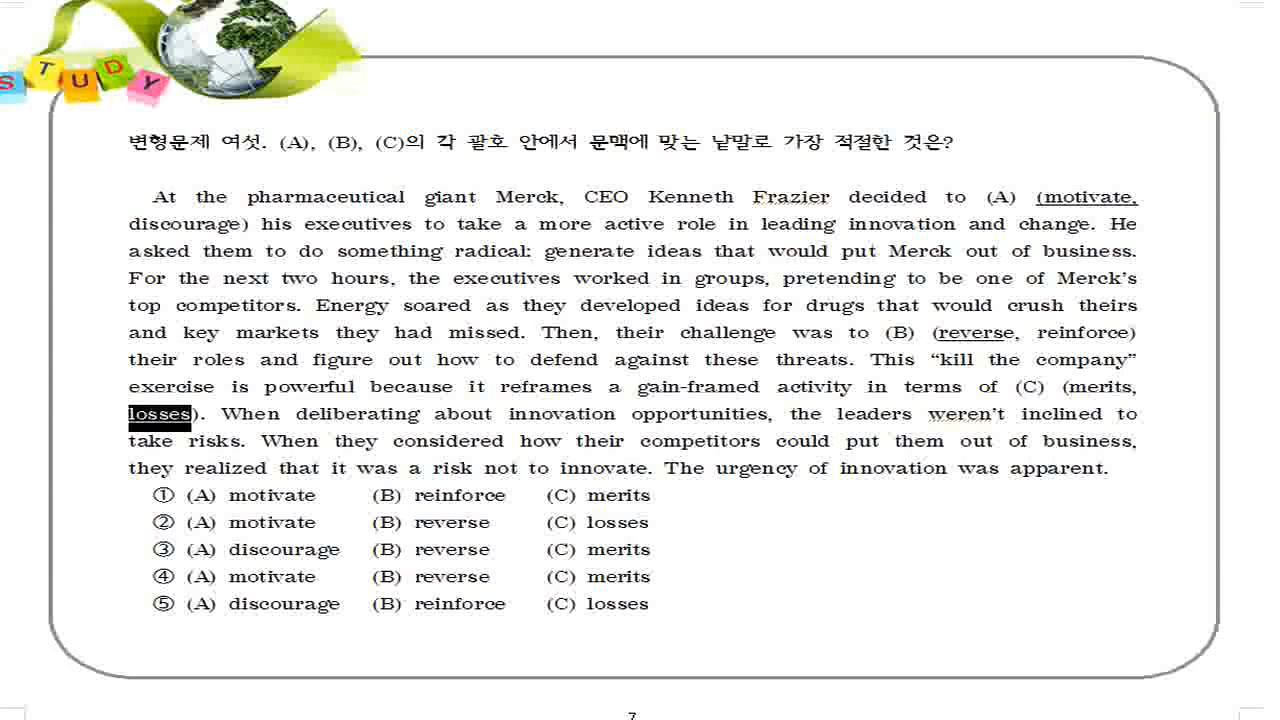 STUDY
변형문제 여섯. (A), (B), (C)의 각 괄호 안에서 문맥에 맞는 낱말로 가장 적절한 것은?
At the pharmaceutical giant Merck, CEO Kenneth Frazier decided to (A) (motivate,
discourage) his executives to take a more active role in leading innovation and change. He
asked them to do something radical: generate ideas that would put Merck out of business.
For the next two hours, the executives worked in groups, pretending to be one of Merck's
top competitors. Energy soared as they developed ideas for drugs that would crush theirs
and key markets they had missed. Then, their challenge was to (B) (reverse, reinforce)
their roles and figure out how to defend against these threats. This “kill the company”
exercise is powerful because it reframes a gain-framed activity in terms of (C) (merits,
losses). When deliberating about innovation opportunities, the leaders weren't inclined to
take risks. When they considered how their competitors could put them out of business,
they realized that it was a risk not to innovate. The urgency of innovation was apparent.
① (A) motivate (B) reinforce (C) merits
② (A) motivate (B) reverse (C) losses
③ (A) discourage (B) reverse (C) merits
④ (A) motivate (B) reverse (C) merits
⑤ (A) discourage (B) reinforce (C) losses
7